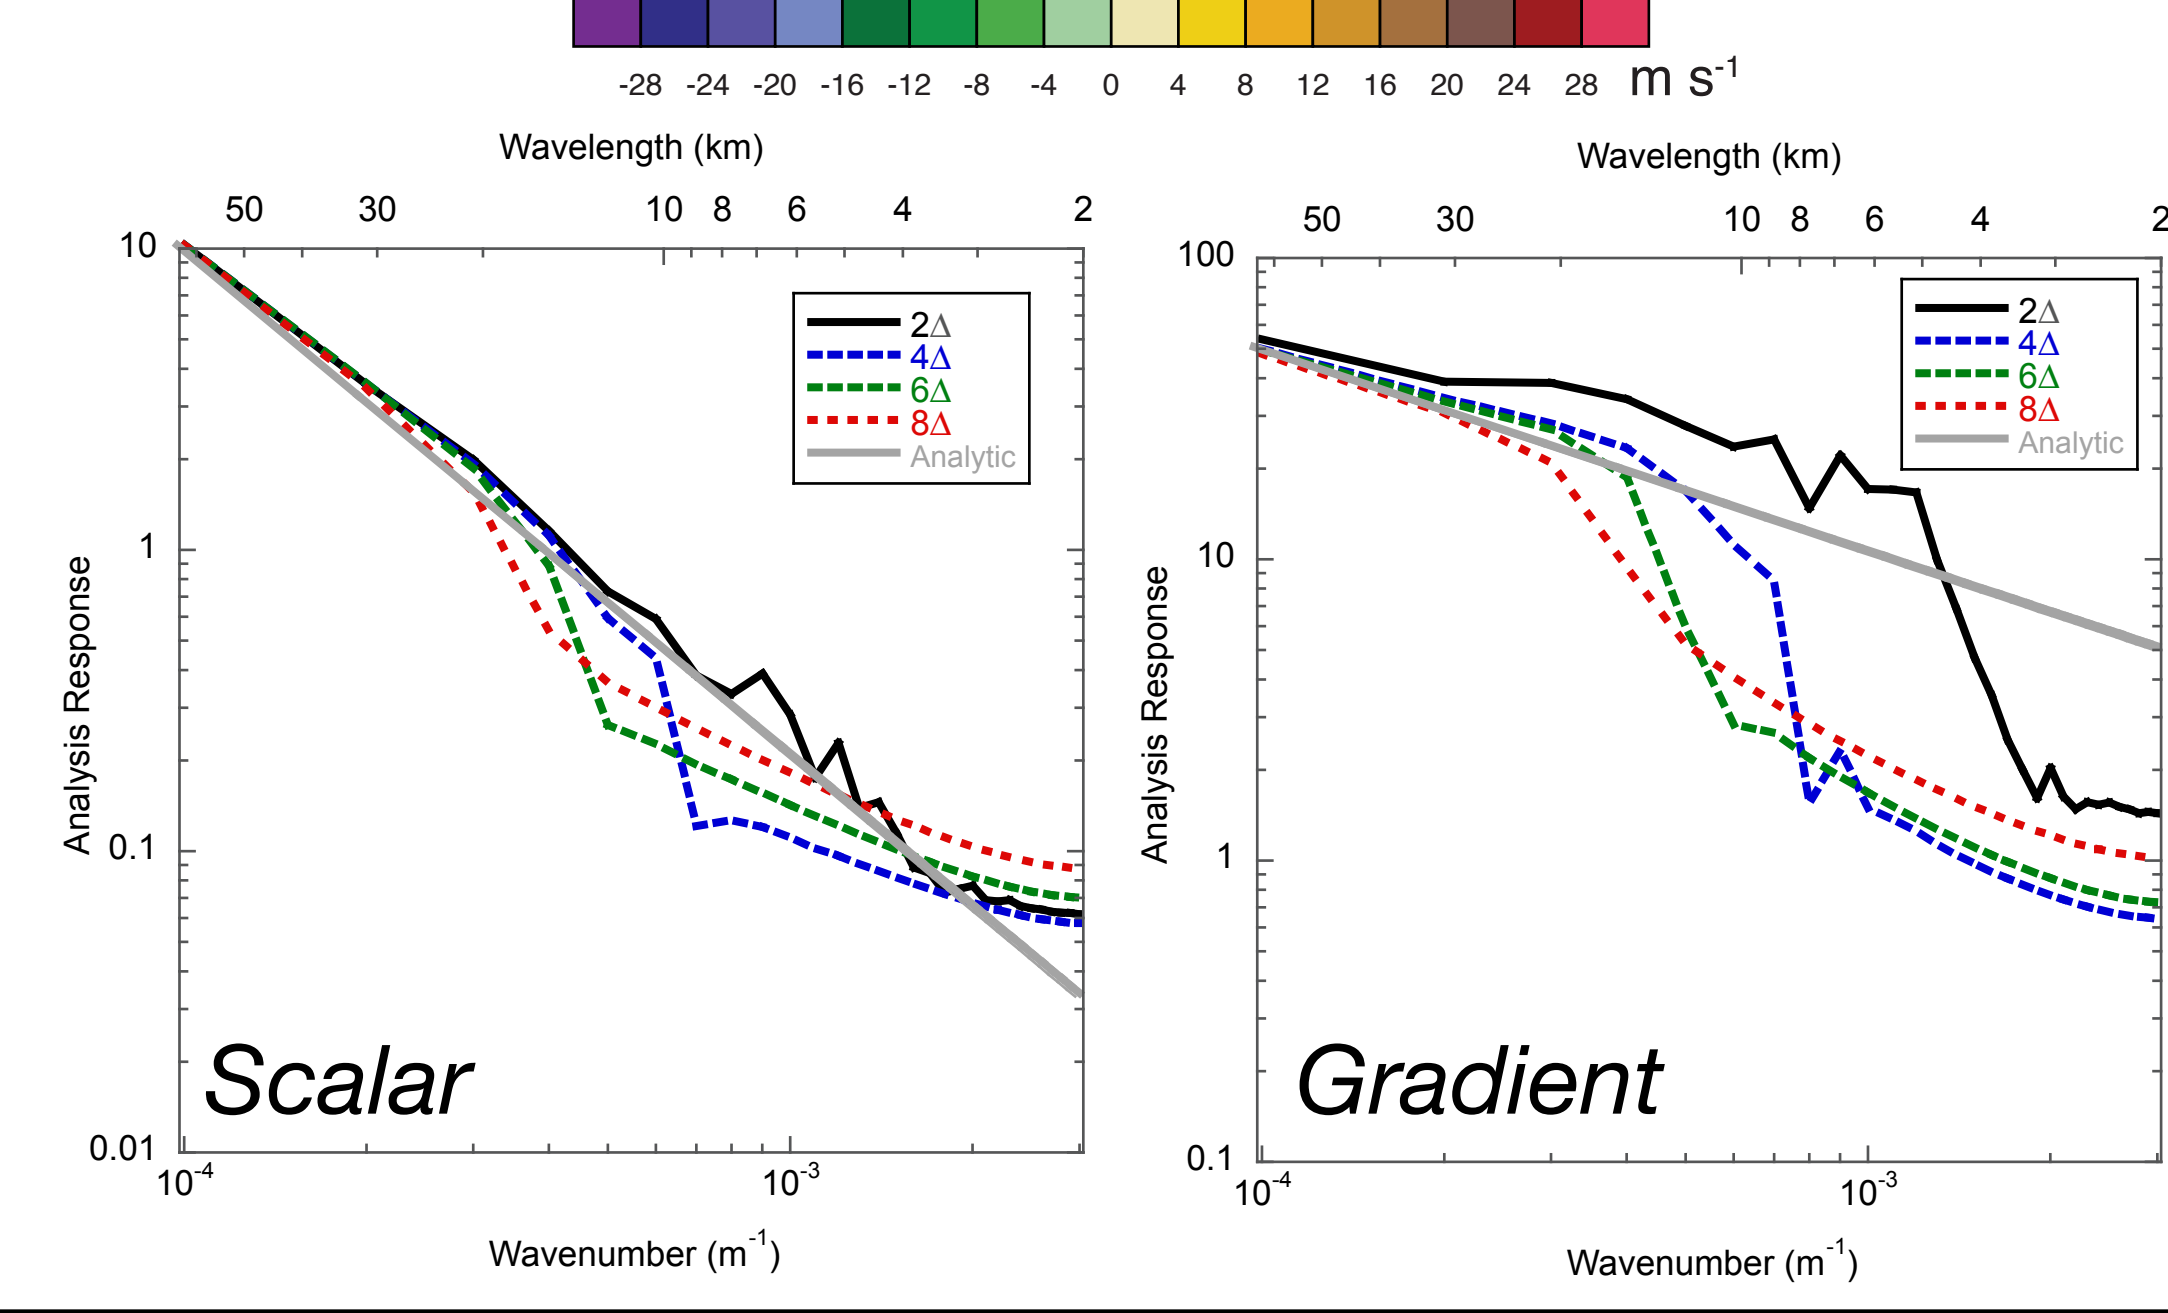 -28 -24 -20 -16 -12 -8 -4 0 4 8 12 16 20 24 28 m s-1
Wavelength (km)
50 30 10 8 6 4 2
10
1
0.1
0.01
Analysis Response
2Δ
4Δ
6Δ
8Δ
Analytic
Scalar
10-4 10-3
Wavenumber (m-1)
Wavelength (km)
50 30 10 8 6 4 2
100
10
1
0.1
Analysis Response
2Δ
4Δ
6Δ
8Δ
Analytic
Gradient
10-4 10-3
Wavenumber (m-1)